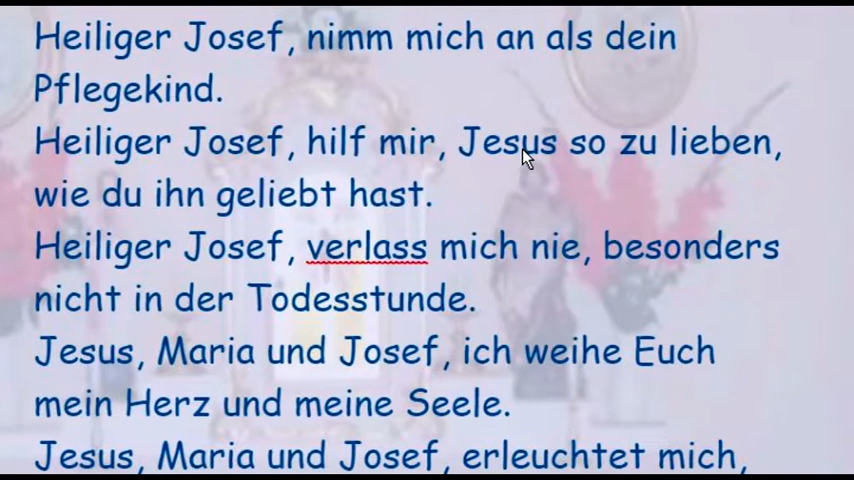 Heiliger Josef, nimm mich an als dein
Pflegekind.
Heiliger Josef, hilf mir, Jesus so zu lieben,
wie du ihn geliebt hast.
Heiliger Josef, verlass mich nie, besonders
nicht in der Todesstunde.
Jesus, Maria und Josef, ich weihe Euch
mein Herz und meine Seele.
Jesus, Maria und Josef, erleuchtet mich,